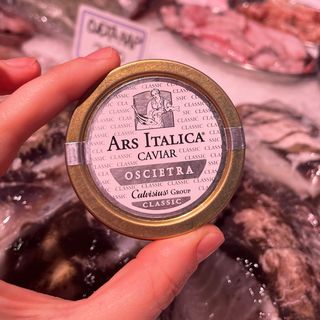 ARS ITALICA®
CAVIAR
OSCIETRA
Calvisius GROUP
CLASSIC